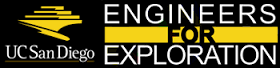 UC San Diego
ENGINEERS
FOR
EXPLORATION